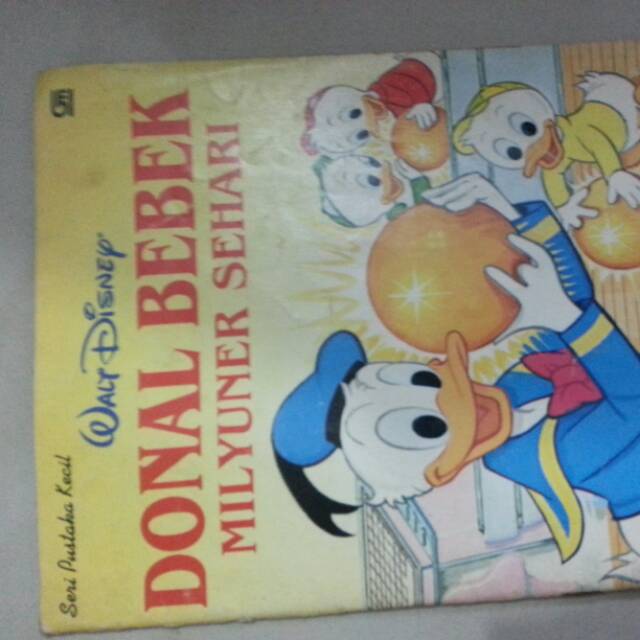 Seri Pustaka Kecil
WALT DISNEY
DONAL BEBEK
MILYUNER SEHARI